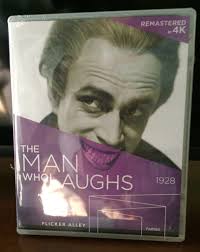 REMASTERED
IN 4K
THE
MAN
WHO LAUGHS
1928
FLICKER ALLEY